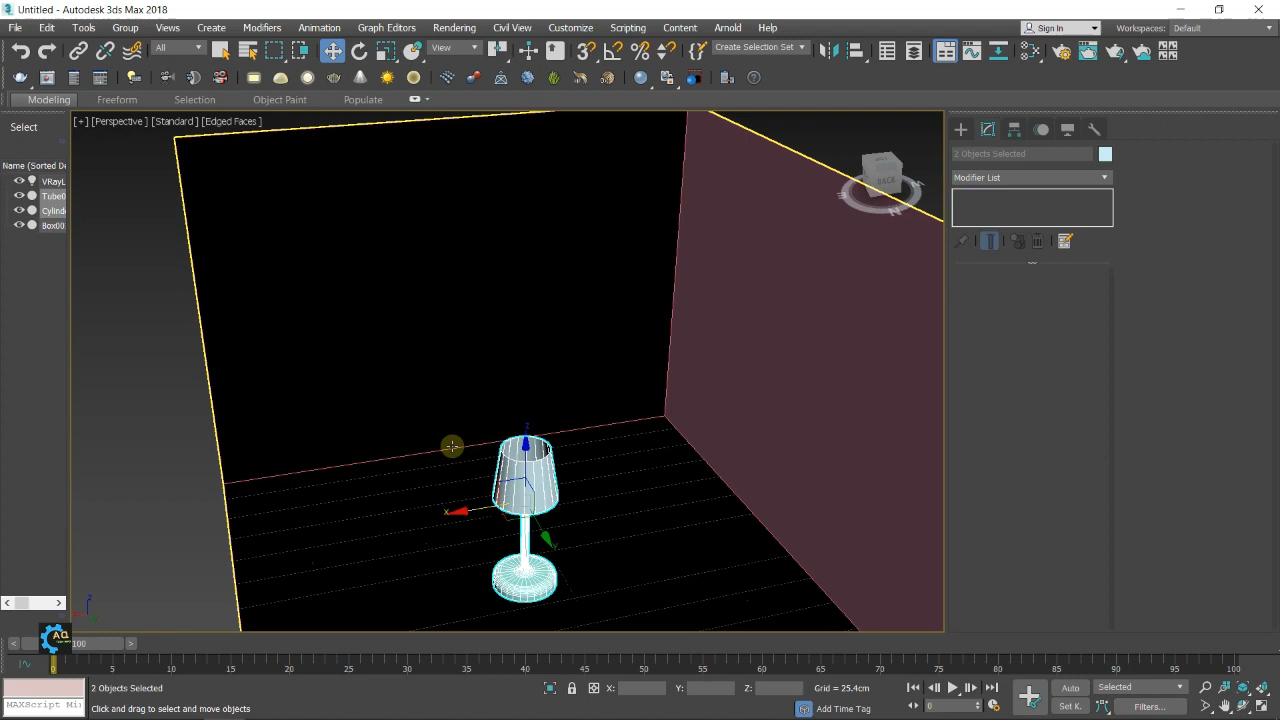 Untitled - Autodesk 3ds Max 2018
File Edit Tools Group Views Create Modifiers Animation Graph Editors Rendering Civil View Customize Scripting Content Arnold Help Sign In Workspaces: Default
All View Create Selection Set
Modeling Freeform Selection Object Paint Populate
[+] [Perspective ] [Standard ] [Edged Faces ]
Select
2 Objects Selected
Name (Sorted De
Modifier List
VRayL
Tube0
Cylind
Box00
BACK
Z
X
Y
AQ
100
0 5 10 15 20 25 30 35 40 45 50 55 60 65 70 75 80 85 90 95 100
2 Objects Selected X: Y: Z: Grid = 25.4cm Auto Selected
MAXScript Mi Click and drag to select and move objects Add Time Tag 0 Set K. Filters...